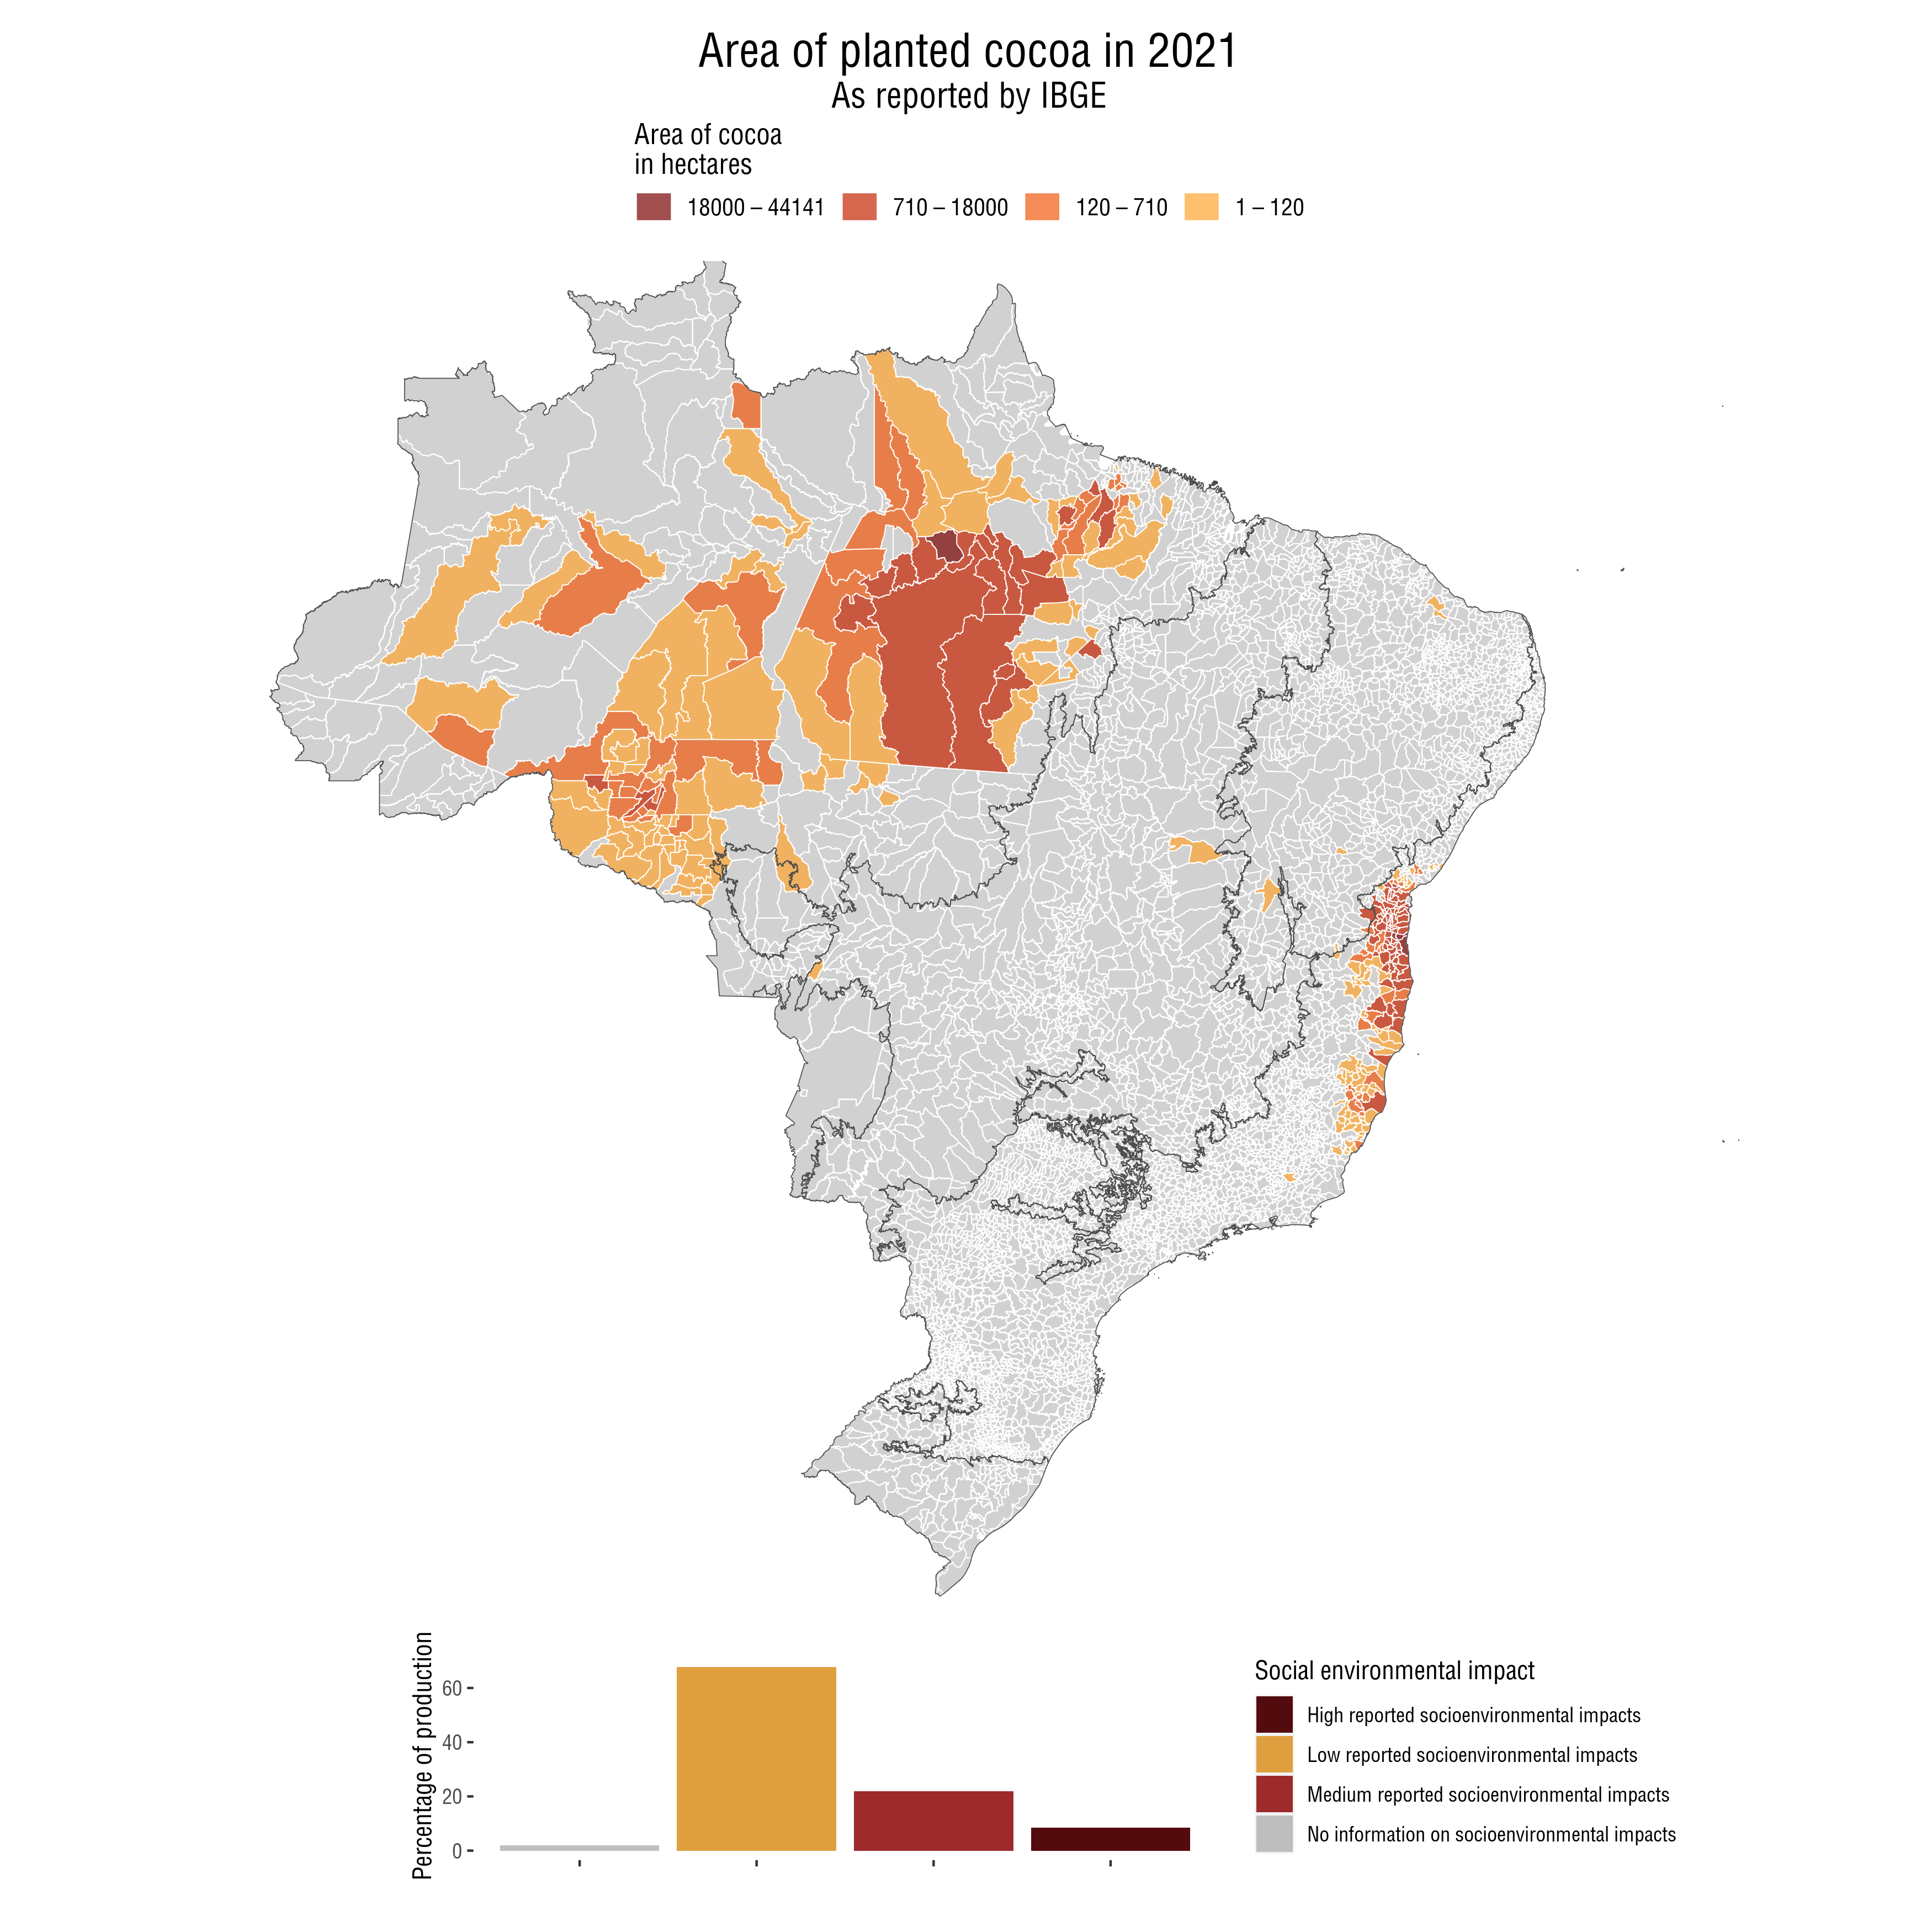 Area of planted cocoa in 2021
As reported by IBGE
Area of cocoa
in hectares
18000 – 44141
710 – 18000
120 – 710
1 – 120
Percentage of production
60
40
20
0
Social environmental impact
High reported socioenvironmental impacts
Low reported socioenvironmental impacts
Medium reported socioenvironmental impacts
No information on socioenvironmental impacts